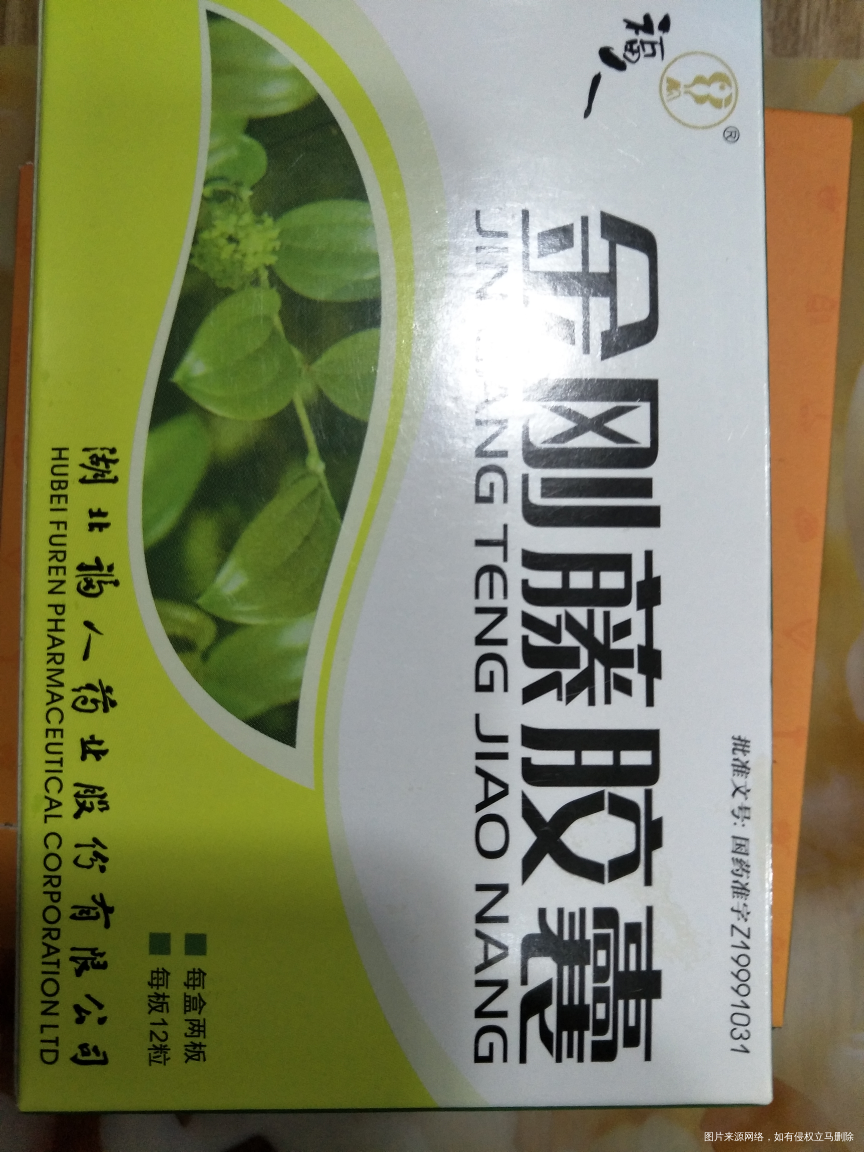 福人
®
批准文号: 国药准字Z19991031
金刚藤胶囊
JIN GANG TENG JIAO NANG
每盒两板
每板12粒
湖北福人药业股份有限公司
HUBEI FUREN PHARMACEUTICAL CORPORATION LTD
图片来源网络，如有侵权立马删除